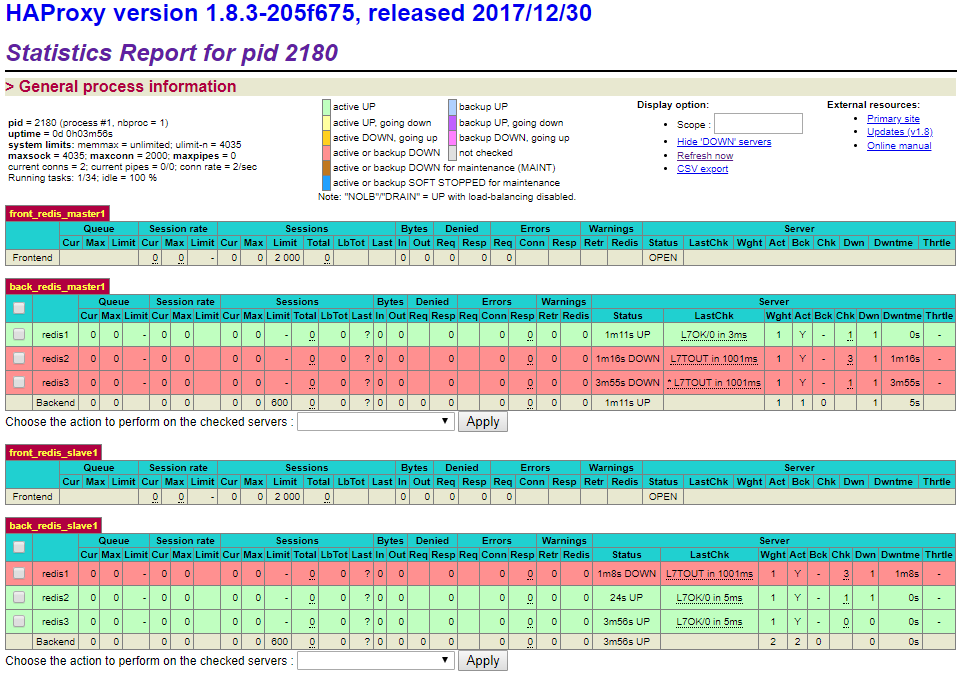 HAProxy version 1.8.3-205f675, released 2017/12/30
Statistics Report for pid 2180
> General process information
pid = 2180 (process #1, nbproc = 1)
uptime = 0d 0h03m56s
system limits: memmax = unlimited; ulimit-n = 4035
maxsock = 4035; maxconn = 2000; maxpipes = 0
current conns = 2; current pipes = 0/0; conn rate = 2/sec
Running tasks: 1/34; idle = 100 %
active UP backup UP
active UP, going down backup UP, going down
active DOWN, going up backup DOWN, going up
active or backup DOWN not checked
active or backup DOWN for maintenance (MAINT)
active or backup SOFT STOPPED for maintenance
Note: "NOLB"/"DRAIN" = UP with load-balancing disabled.
Display option:
Scope :
Hide 'DOWN' servers
Refresh now
CSV export
External resources:
Primary site
Updates (v1.8)
Online manual
front_redis_master1
Queue Session rate Sessions Bytes Denied Errors Warnings Server
Cur Max Limit Cur Max Limit Cur Max Limit Total LbTot Last In Out Req Resp Req Conn Resp Retr Redis Status LastChk Wght Act Bck Chk Dwn Dwntme Thrtle
Frontend 0 0 - 0 0 2 000 0 0 0 0 0 0 OPEN
back_redis_master1
Queue Session rate Sessions Bytes Denied Errors Warnings Server
Cur Max Limit Cur Max Limit Cur Max Limit Total LbTot Last In Out Req Resp Req Conn Resp Retr Redis Status LastChk Wght Act Bck Chk Dwn Dwntme Thrtle
redis1 0 0 - 0 0 0 0 - 0 0 ? 0 0 0 0 0 0 0 1m11s UP L7OK/0 in 3ms 1 Y - 1 1 0s -
redis2 0 0 - 0 0 0 0 - 0 0 ? 0 0 0 0 0 0 0 1m16s DOWN L7TOUT in 1001ms 1 Y - 3 1 1m16s -
redis3 0 0 - 0 0 0 0 - 0 0 ? 0 0 0 0 0 0 0 3m55s DOWN * L7TOUT in 1001ms 1 Y - 1 1 3m55s -
Backend 0 0 0 0 0 0 600 0 0 ? 0 0 0 0 0 0 0 0 1m11s UP 1 1 0 1 5s
Choose the action to perform on the checked servers : Apply
front_redis_slave1
Queue Session rate Sessions Bytes Denied Errors Warnings Server
Cur Max Limit Cur Max Limit Cur Max Limit Total LbTot Last In Out Req Resp Req Conn Resp Retr Redis Status LastChk Wght Act Bck Chk Dwn Dwntme Thrtle
Frontend 0 0 - 0 0 2 000 0 0 0 0 0 0 OPEN
back_redis_slave1
Queue Session rate Sessions Bytes Denied Errors Warnings Server
Cur Max Limit Cur Max Limit Cur Max Limit Total LbTot Last In Out Req Resp Req Conn Resp Retr Redis Status LastChk Wght Act Bck Chk Dwn Dwntme Thrtle
redis1 0 0 - 0 0 0 0 - 0 0 ? 0 0 0 0 0 0 0 1m8s DOWN L7TOUT in 1001ms 1 Y - 3 1 1m8s -
redis2 0 0 - 0 0 0 0 - 0 0 ? 0 0 0 0 0 0 0 24s UP L7OK/0 in 5ms 1 Y - 1 1 0s -
redis3 0 0 - 0 0 0 0 - 0 0 ? 0 0 0 0 0 0 0 3m56s UP L7OK/0 in 5ms 1 Y - 0 0 0s -
Backend 0 0 0 0 0 0 600 0 0 ? 0 0 0 0 0 0 0 0 3m56s UP 2 2 0 0 0s
Choose the action to perform on the checked servers : Apply